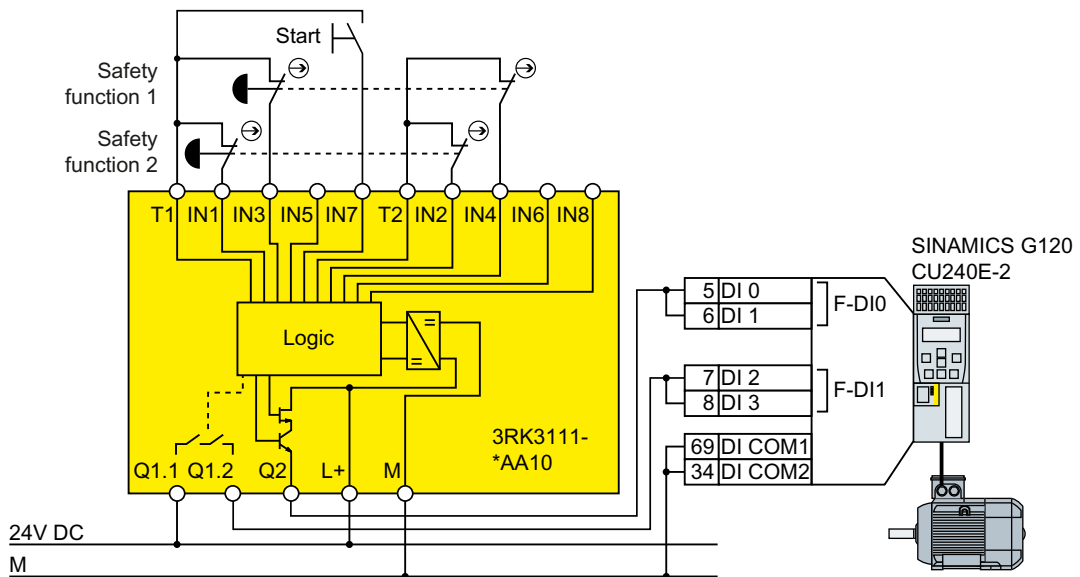 Start
Safety
function 1
Safety
function 2
T1 IN1 IN3 IN5 IN7 T2 IN2 IN4 IN6 IN8
SINAMICS G120
CU240E-2
5 DI 0
6 DI 1
F-DI0
Logic
7 DI 2
8 DI 3
F-DI1
3RK3111-
*AA10
69 DI COM1
34 DI COM2
Q1.1 Q1.2 Q2 L+ M
24V DC
M